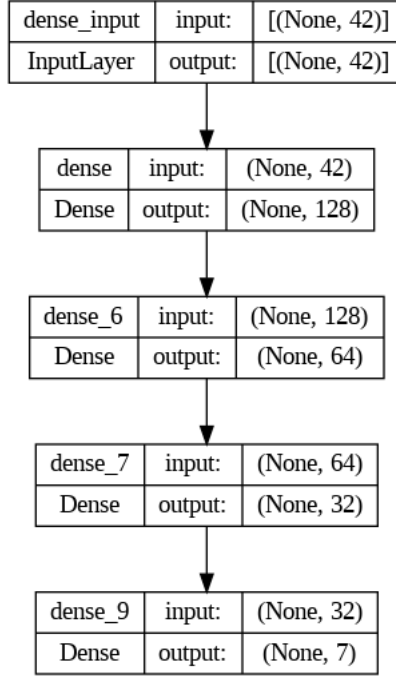 dense_input input: [(None, 42)]
InputLayer output: [(None, 42)]
dense input: (None, 42)
Dense output: (None, 128)
dense_6 input: (None, 128)
Dense output: (None, 64)
dense_7 input: (None, 64)
Dense output: (None, 32)
dense_9 input: (None, 32)
Dense output: (None, 7)